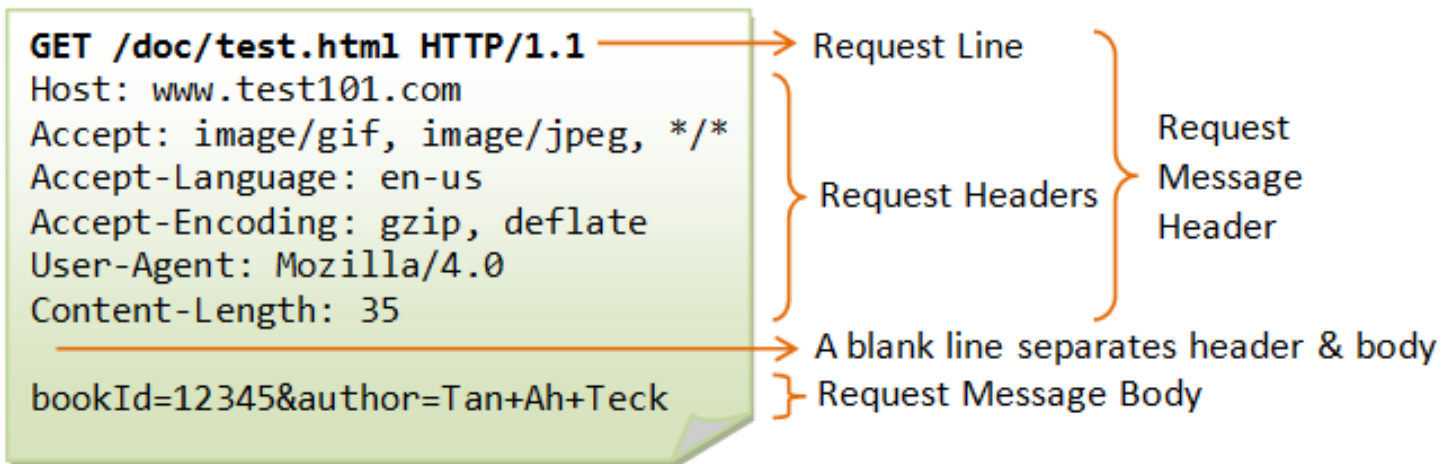 GET /doc/test.html HTTP/1.1
Request Line
Host: www.test101.com
Accept: image/gif, image/jpeg, */*
Accept-Language: en-us
Accept-Encoding: gzip, deflate
User-Agent: Mozilla/4.0
Content-Length: 35
Request Headers
Request
Message
Header
A blank line separates header & body
bookId=12345&author=Tan+Ah+Teck
Request Message Body